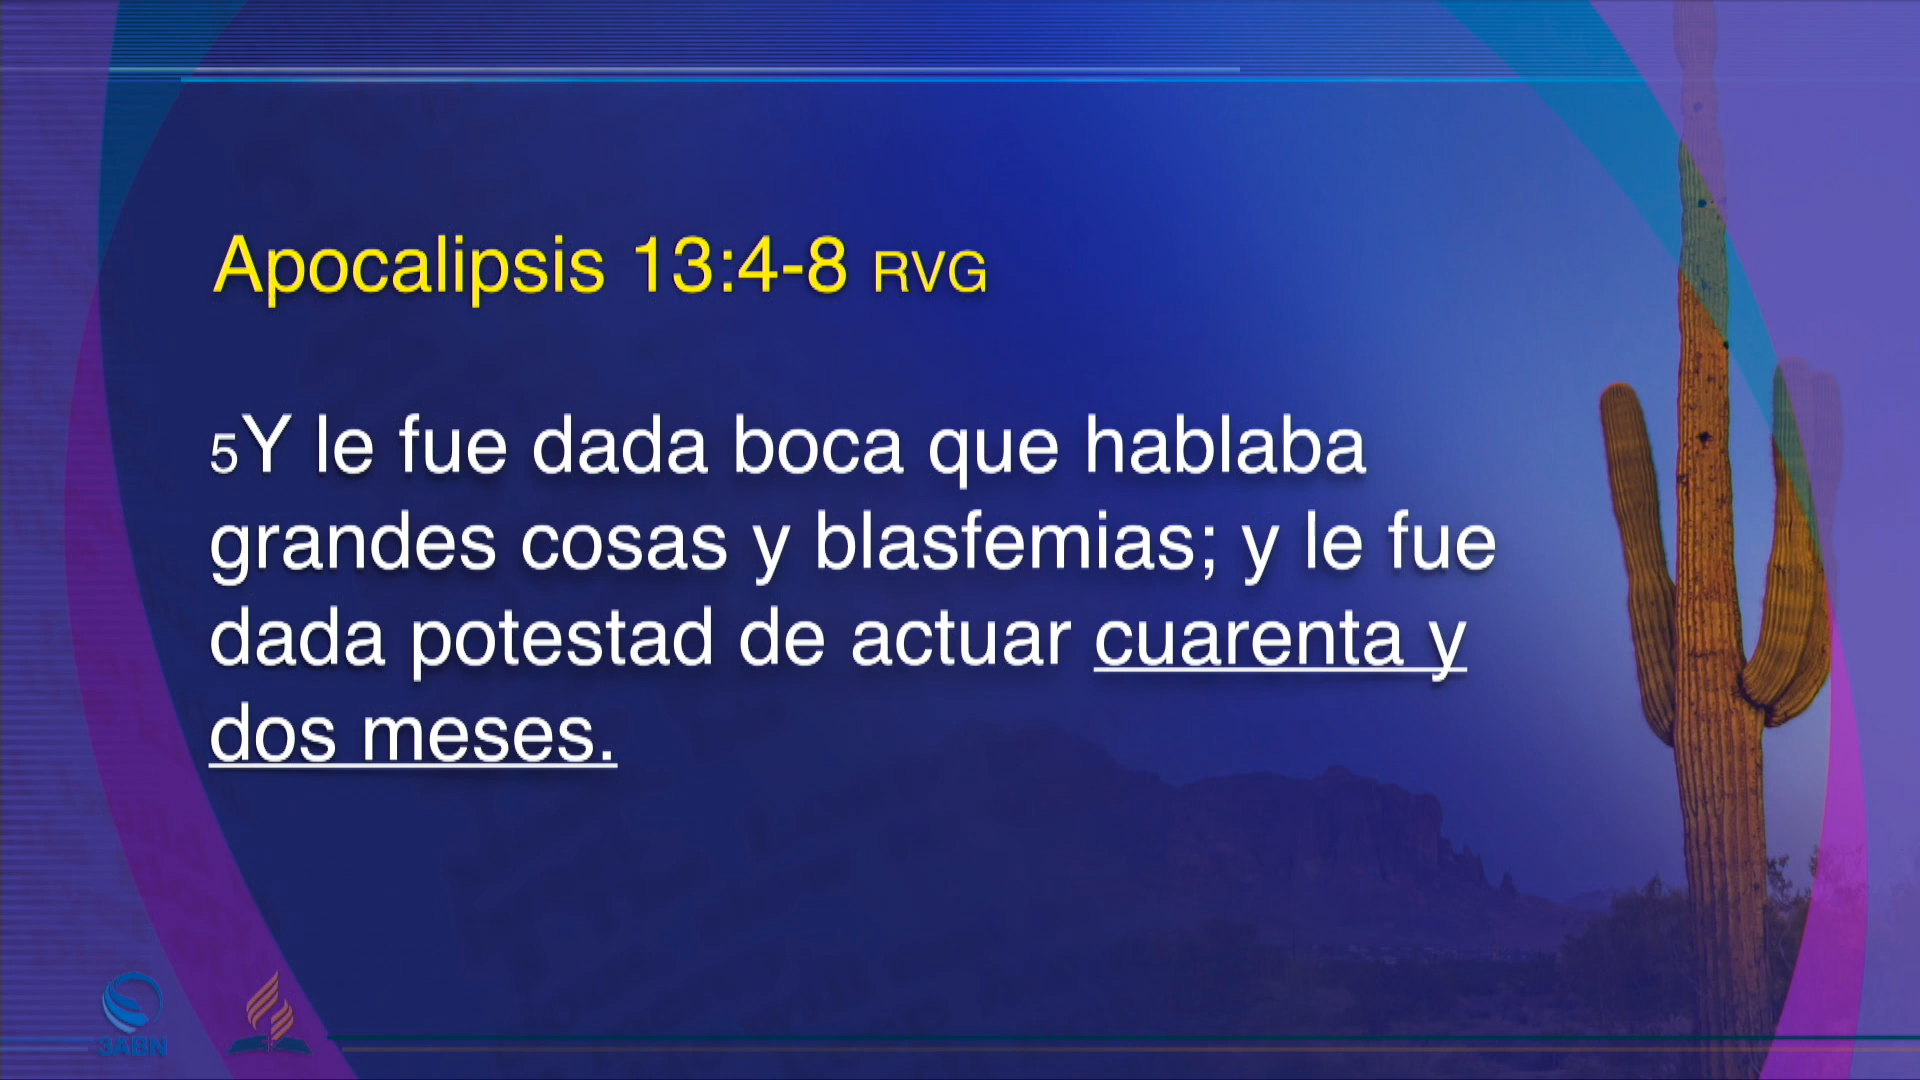 Apocalipsis 13:4-8 RVG
5Y le fue dada boca que hablaba
grandes cosas y blasfemias; y le fue
dada potestad de actuar cuarenta y
dos meses.
3ABN